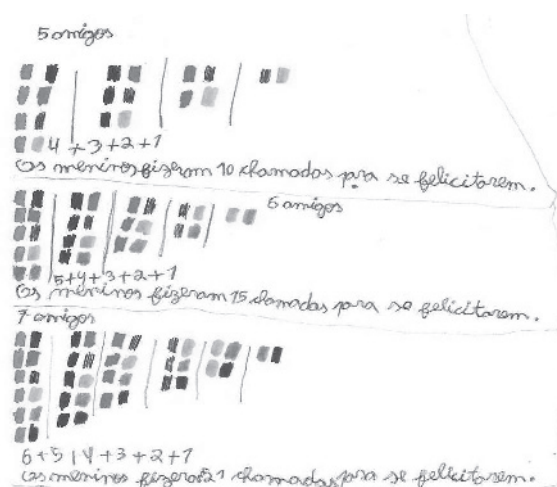 5 amigos
4 + 3 + 2 + 1
Os meninos fizeram 10 chamadas para se felicitarem.
6 amigos
5 + 4 + 3 + 2 + 1
Os meninos fizeram 15 chamadas para se felicitarem.
7 amigos
6 + 5 + 4 + 3 + 2 + 1
Os meninos fizeram 21 chamadas para se felicitarem.